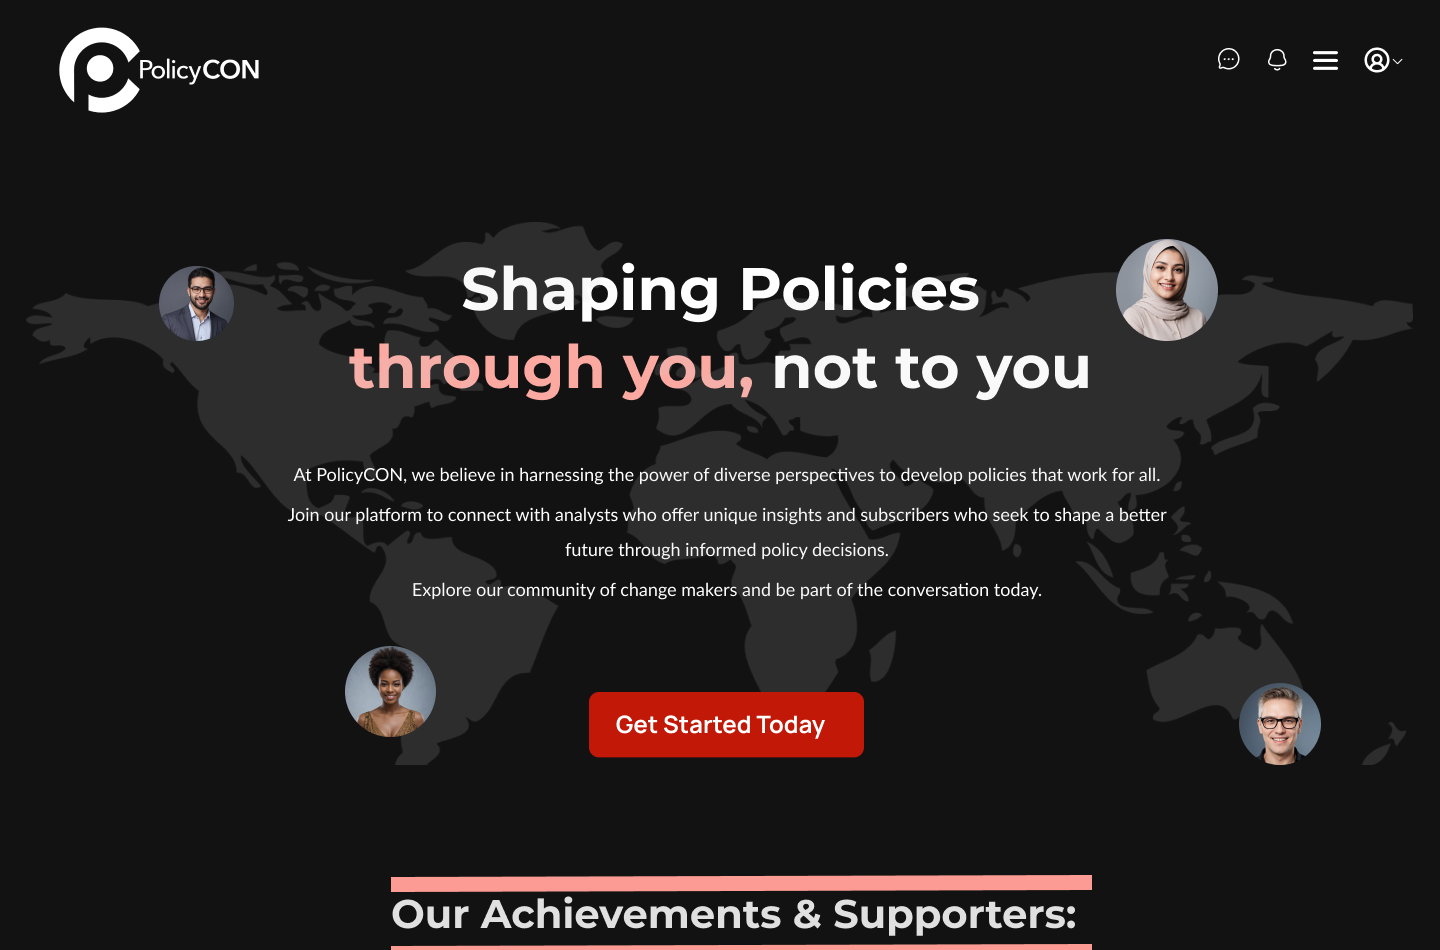 PolicyCON
Shaping Policies
through you, not to you
At PolicyCON, we believe in harnessing the power of diverse perspectives to develop policies that work for all.
Join our platform to connect with analysts who offer unique insights and subscribers who seek to shape a better
future through informed policy decisions.
Explore our community of change makers and be part of the conversation today.
Get Started Today
Our Achievements & Supporters: